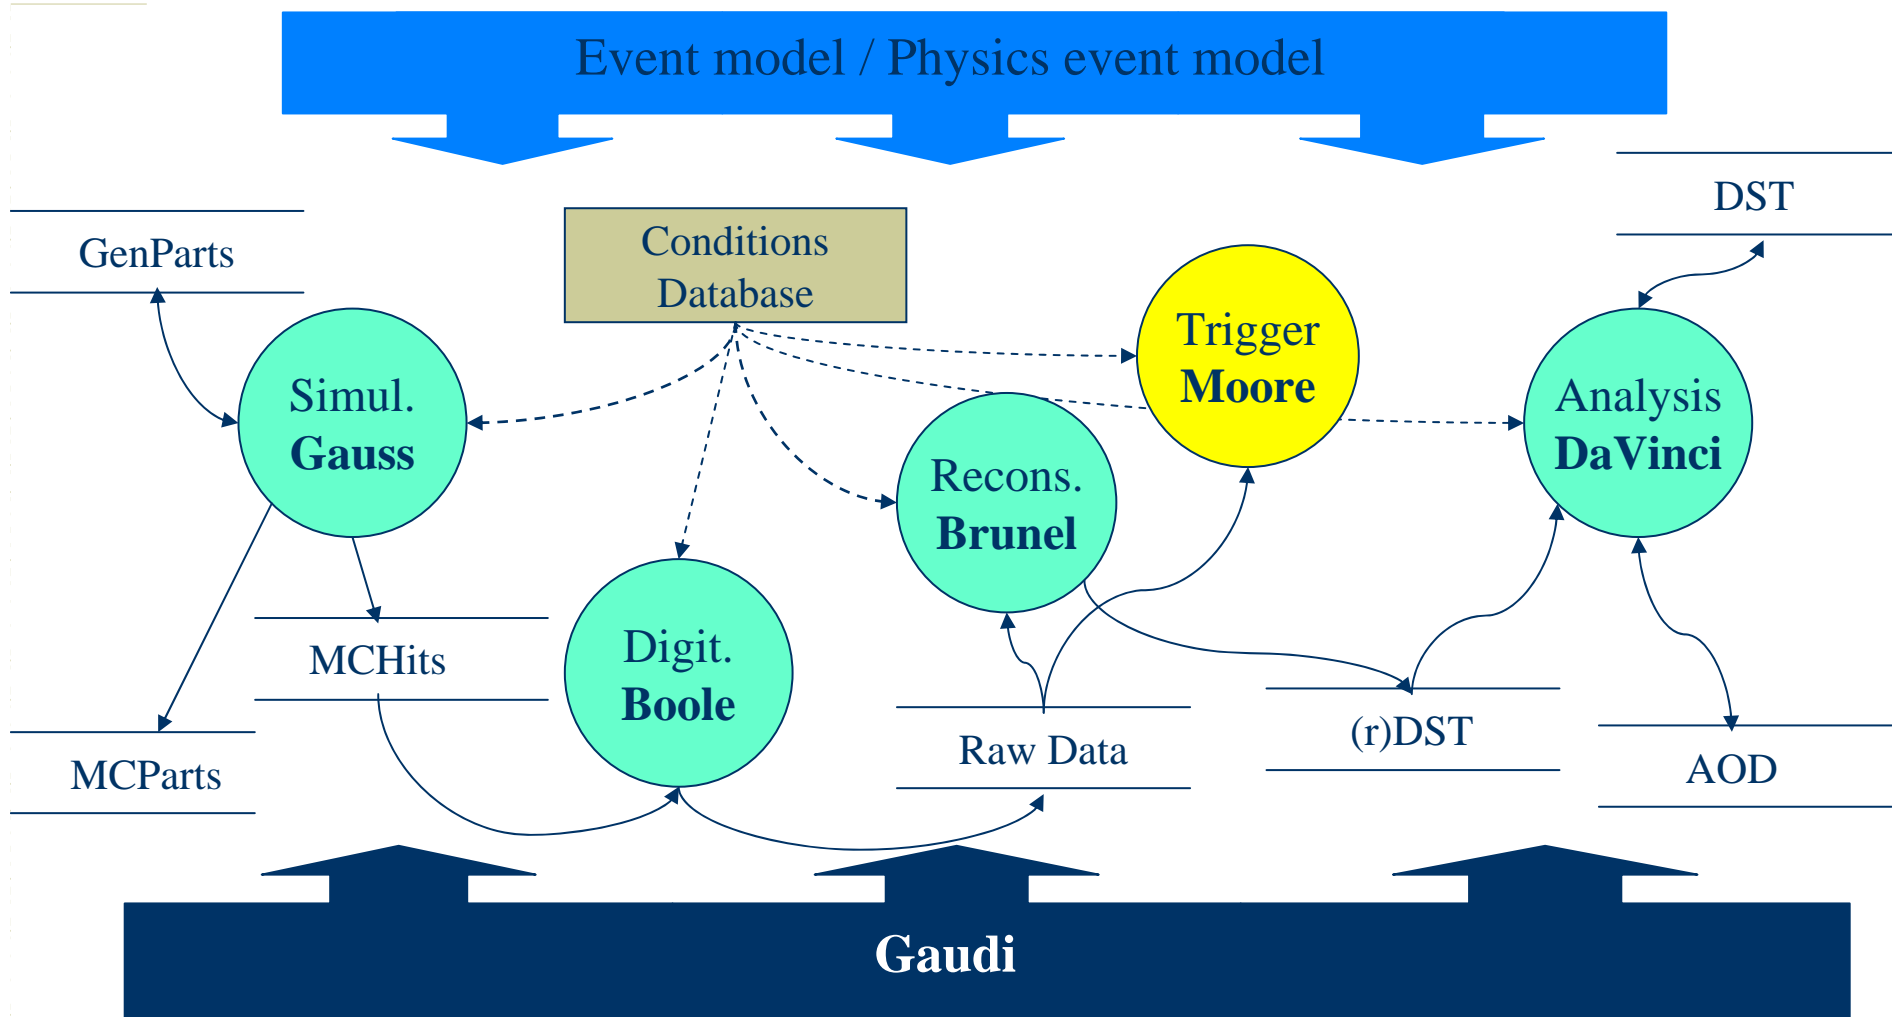 Event model / Physics event model
DST
GenParts
Conditions
Database
Trigger
Moore
Simul.
Gauss
Analysis
DaVinci
Recons.
Brunel
MCHits
Digit.
Boole
(r)DST
Raw Data
MCParts
AOD
Gaudi